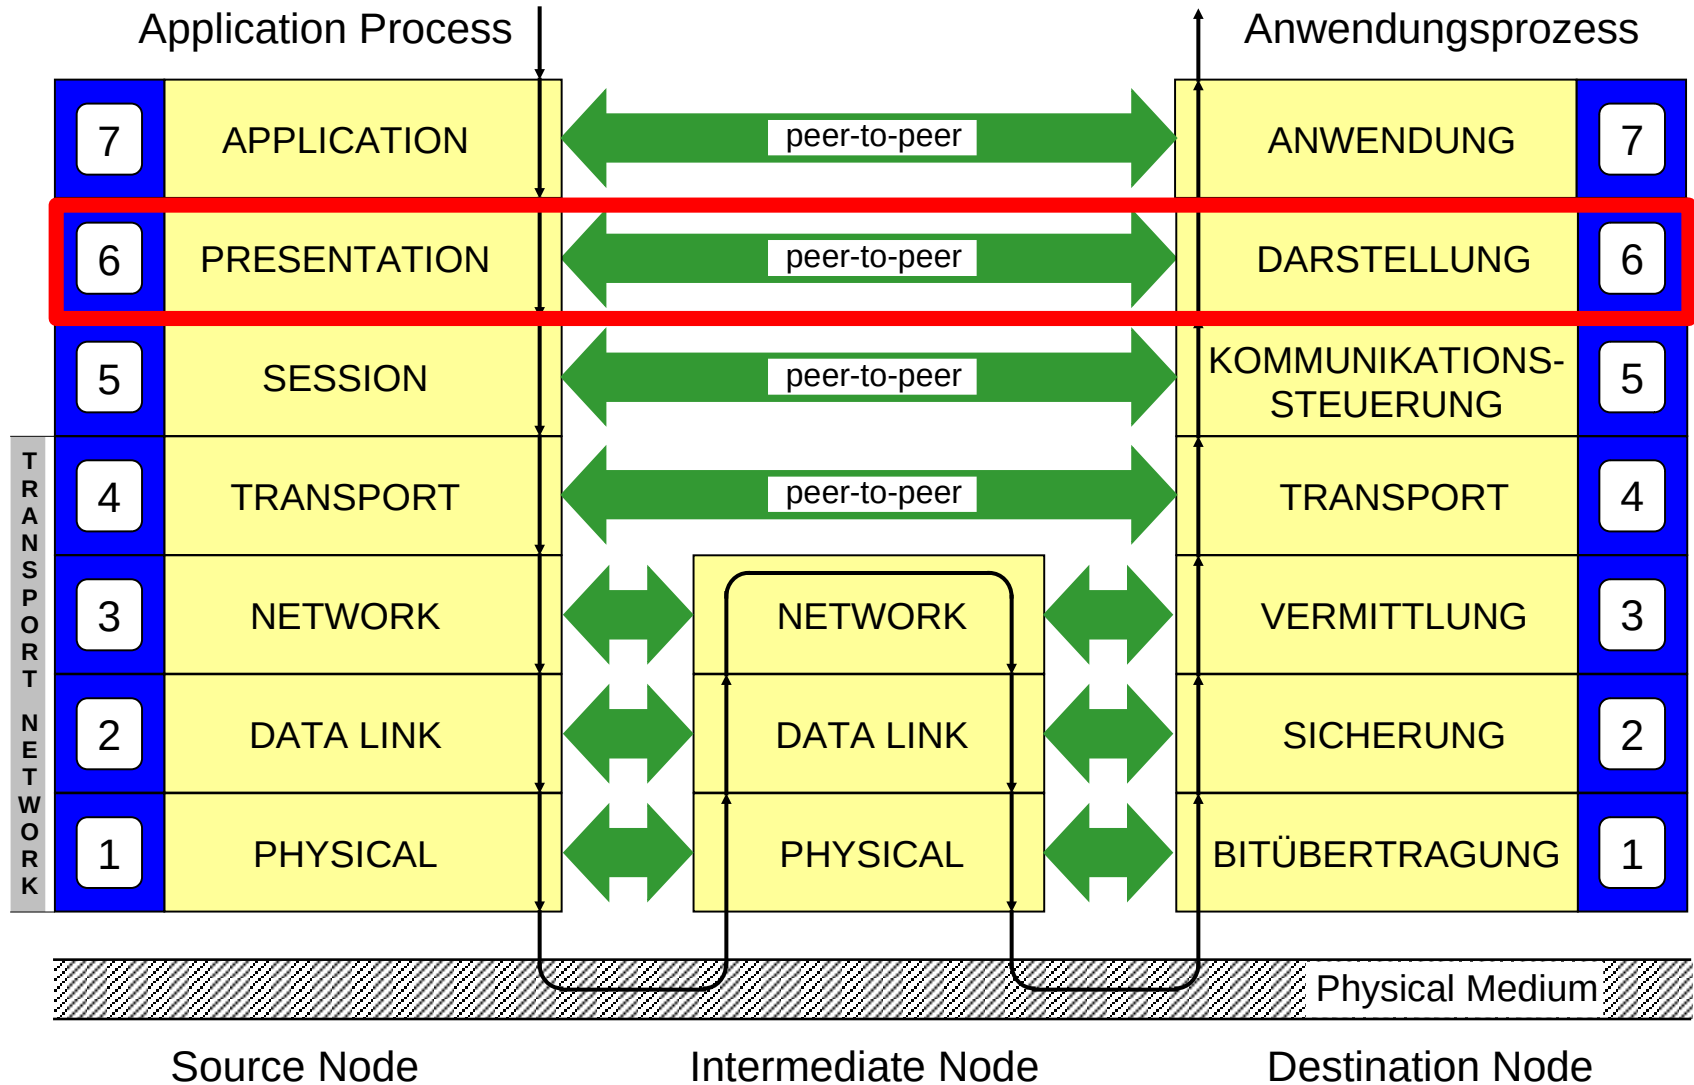 Application Process
Anwendungsprozess
7
APPLICATION
peer-to-peer
ANWENDUNG
7
6
PRESENTATION
peer-to-peer
DARSTELLUNG
6
5
SESSION
peer-to-peer
KOMMUNIKATIONS-
STEUERUNG
5
TRANSPORT NETWORK
4
TRANSPORT
peer-to-peer
TRANSPORT
4
3
NETWORK
NETWORK
VERMITTLUNG
3
2
DATA LINK
DATA LINK
SICHERUNG
2
1
PHYSICAL
PHYSICAL
BITÜBERTRAGUNG
1
Physical Medium
Source Node
Intermediate Node
Destination Node